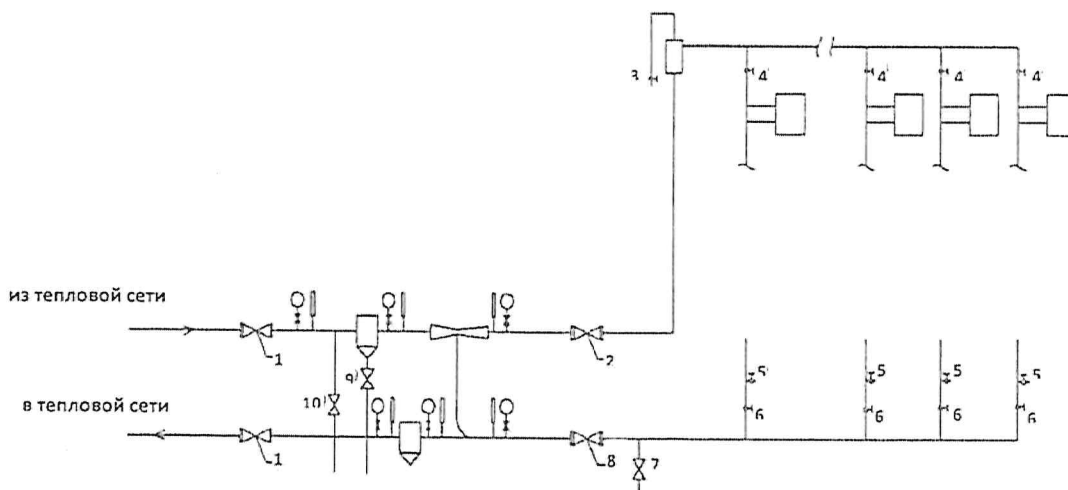 3 4' 4' 4 4'
из тепловой сети
1 2
9) 5' 5 5 5
в тепловой сети
10) 6 6 6 6
1 8 7